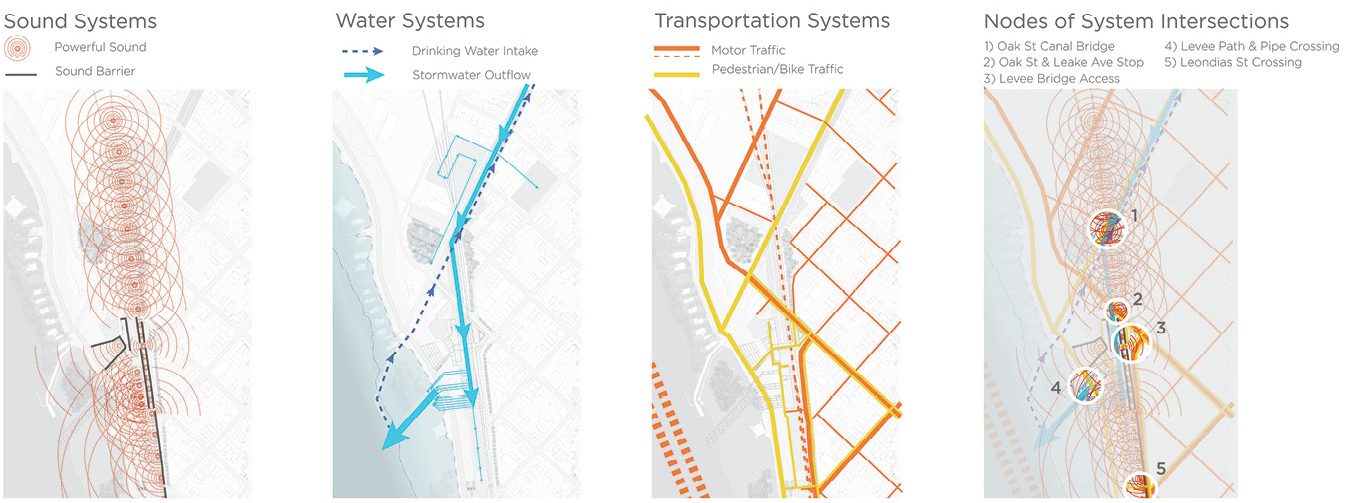 Sound Systems
Powerful Sound
Sound Barrier
Water Systems
Drinking Water Intake
Stormwater Outflow
Transportation Systems
Motor Traffic
Pedestrian/Bike Traffic
Nodes of System Intersections
1) Oak St Canal Bridge
2) Oak St & Leake Ave Stop
3) Levee Bridge Access
4) Levee Path & Pipe Crossing
5) Leondias St Crossing
1
2
3
4
5